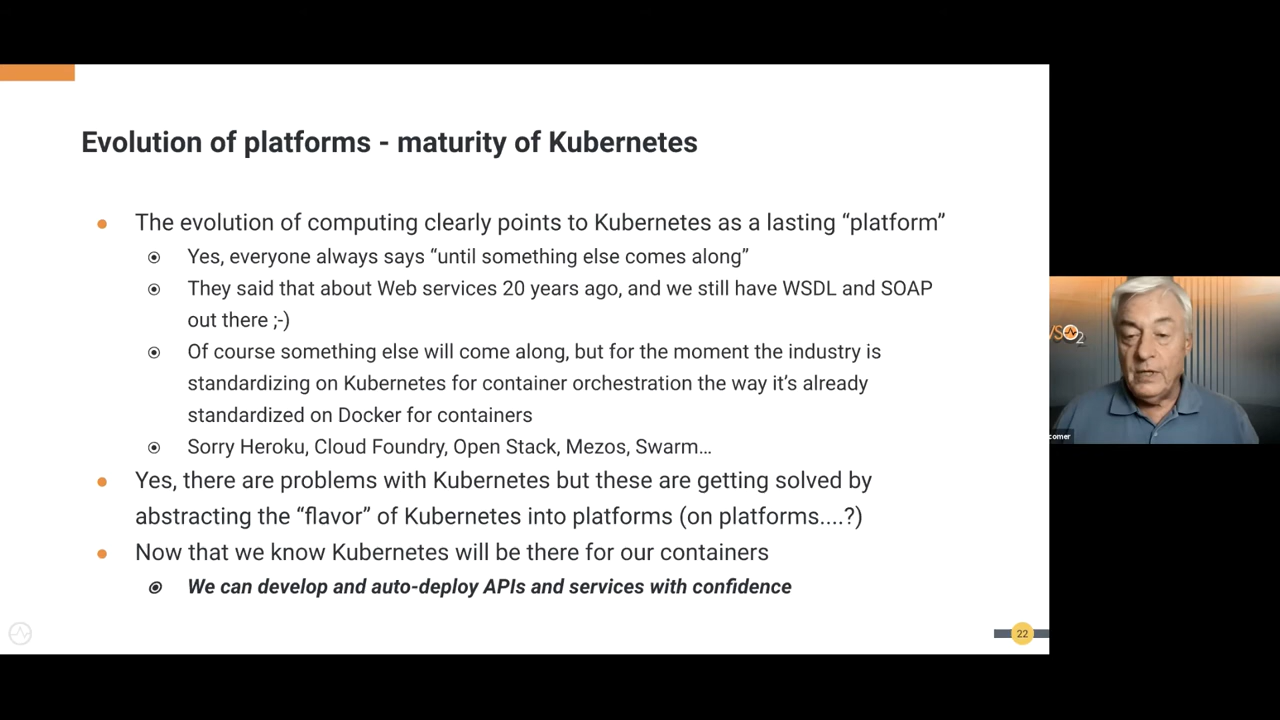 Evolution of platforms - maturity of Kubernetes
The evolution of computing clearly points to Kubernetes as a lasting “platform”
Yes, everyone always says “until something else comes along”
They said that about Web services 20 years ago, and we still have WSDL and SOAP
out there ;-)
Of course something else will come along, but for the moment the industry is
standardizing on Kubernetes for container orchestration the way it’s already
standardized on Docker for containers
Sorry Heroku, Cloud Foundry, Open Stack, Mezos, Swarm…
Yes, there are problems with Kubernetes but these are getting solved by
abstracting the “flavor” of Kubernetes into platforms (on platforms....?)
Now that we know Kubernetes will be there for our containers
We can develop and auto-deploy APIs and services with confidence
22
SO2
comer